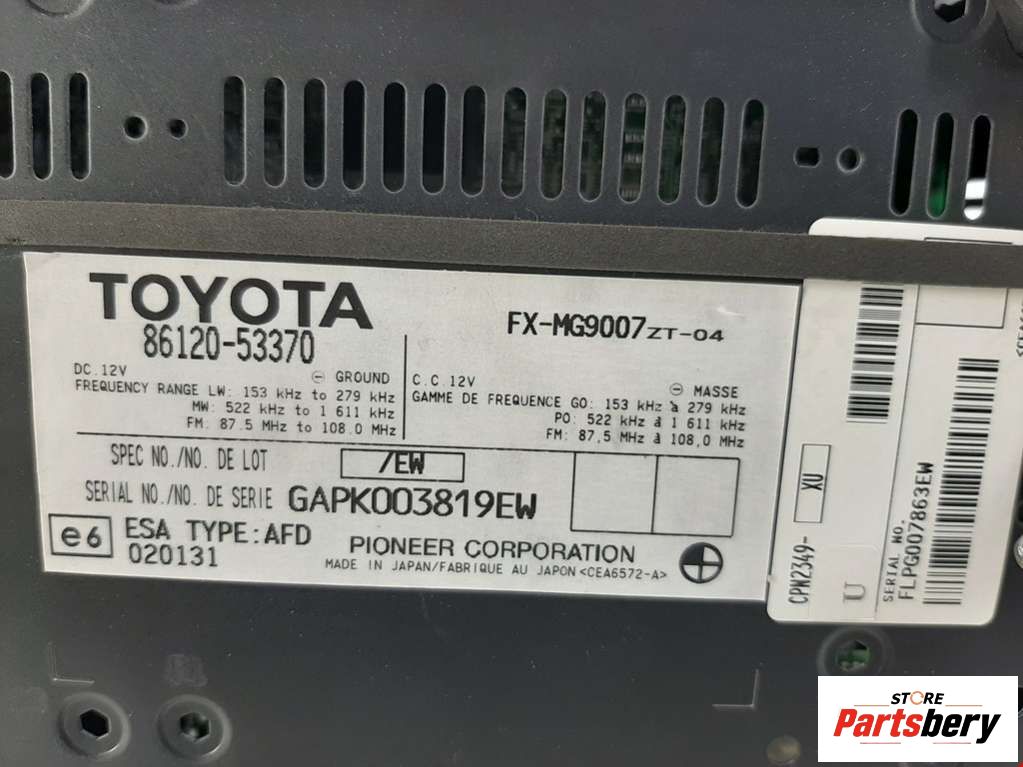 TOYOTA
86120-53370
FX-MG9007ZT-04
DC.12V ⊖ GROUND
FREQUENCY RANGE LW: 153 kHz to 279 kHz
MW: 522 kHz to 1 611 kHz
FM: 87.5 MHz to 108.0 MHz
C.C.12V ⊖ MASSE
GAMME DE FREQUENCE GO: 153 kHz à 279 kHz
PO: 522 kHz à 1 611 kHz
FM: 87,5 MHz à 108,0 MHz
SPEC NO./NO. DE LOT /EW
SERIAL NO./NO. DE SERIE GAPK003819EW
e6 ESA TYPE:AFD
020131
PIONEER CORPORATION
MADE IN JAPAN/FABRIQUE AU JAPON <CEA6572-A>
CPN2349- XU
U
SERIAL NO.
FLPG007863EW
STORE
Partsbery